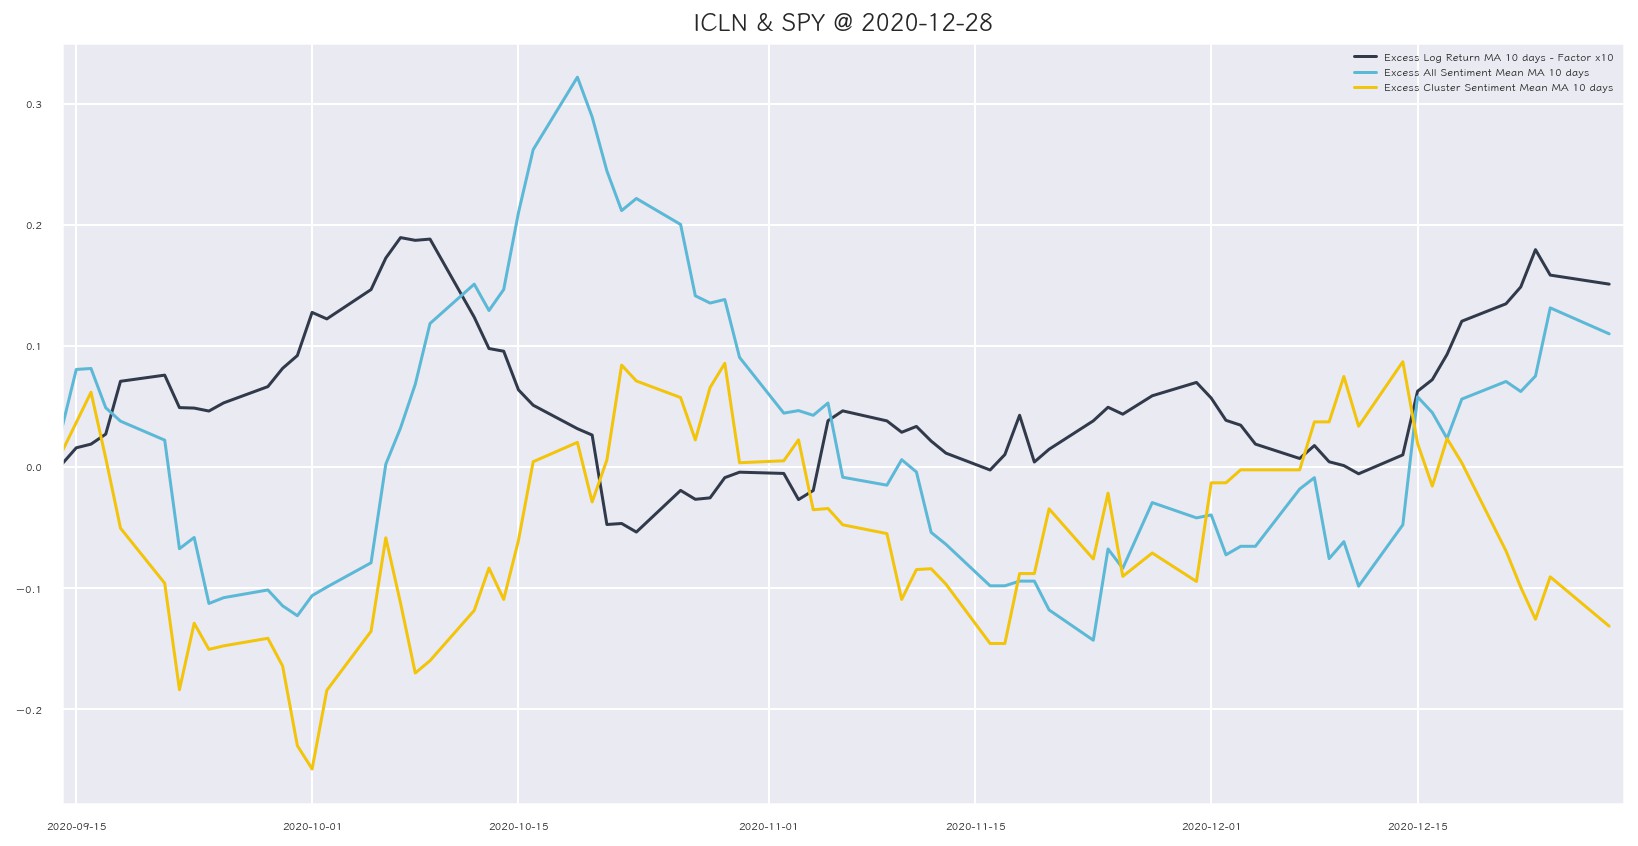 ICLN & SPY @ 2020-12-28
Excess Log Return MA 10 days - Factor x10
Excess All Sentiment Mean MA 10 days
Excess Cluster Sentiment Mean MA 10 days
0.3
0.2
0.1
0.0
−0.1
−0.2
2020-09-15 2020-10-01 2020-10-15 2020-11-01 2020-11-15 2020-12-01 2020-12-15